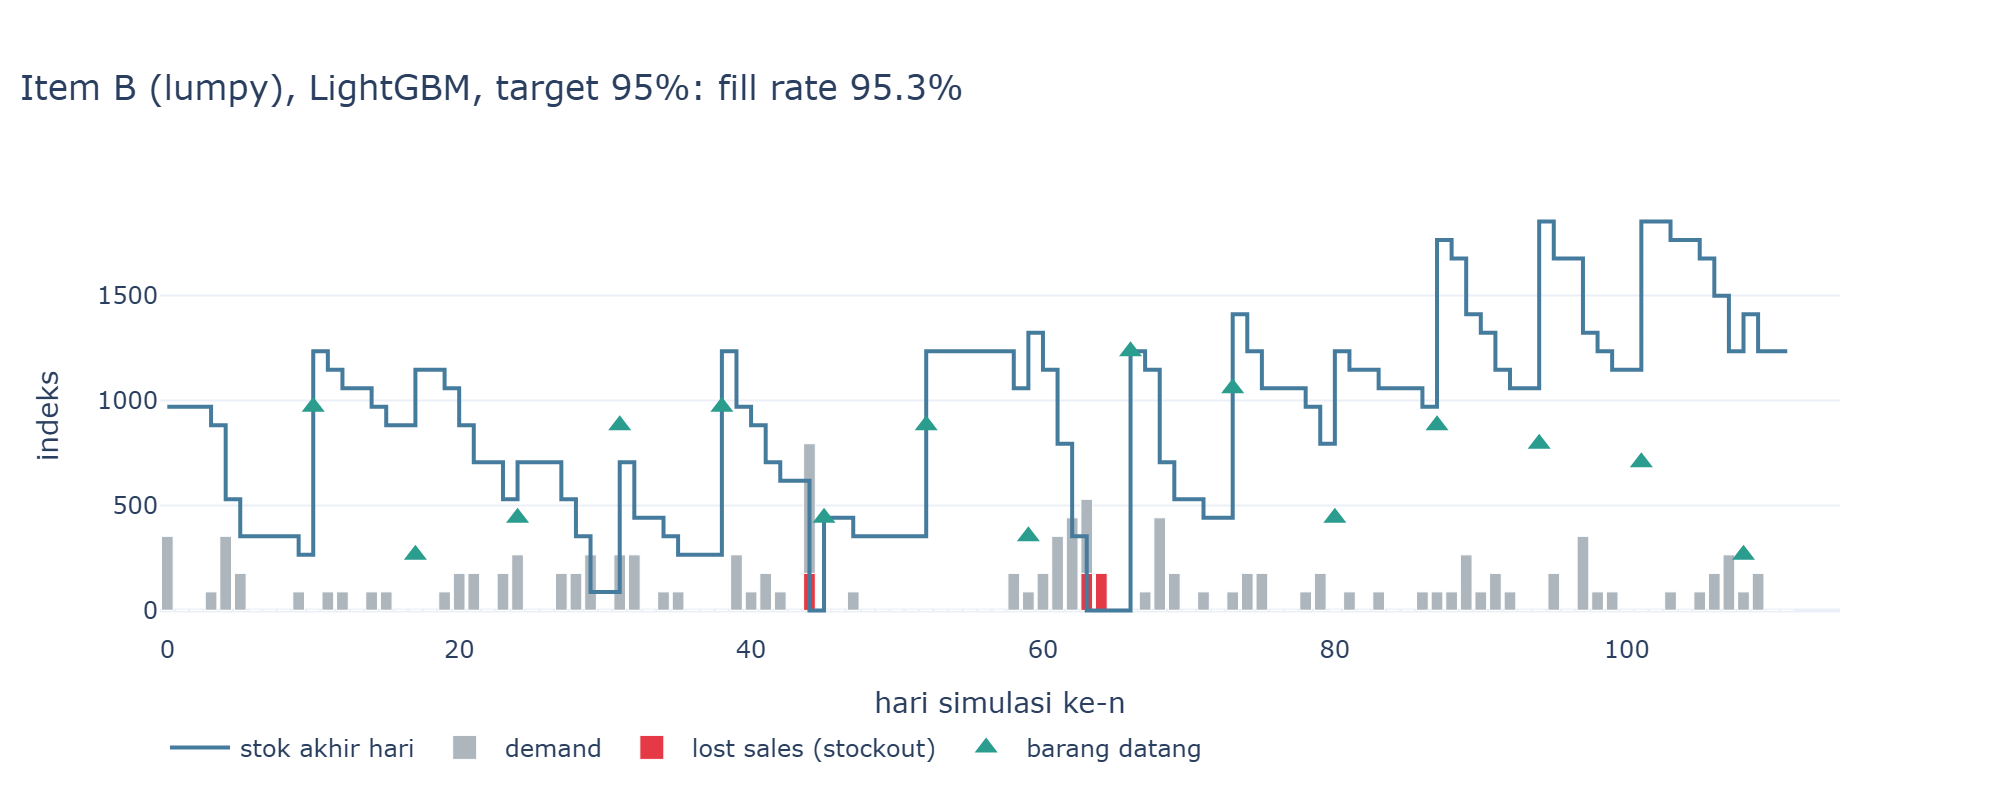 Item B (lumpy), LightGBM, target 95%: fill rate 95.3%
indeks
1500
1000
500
0
0 20 40 60 80 100
hari simulasi ke-n
stok akhir hari demand lost sales (stockout) barang datang